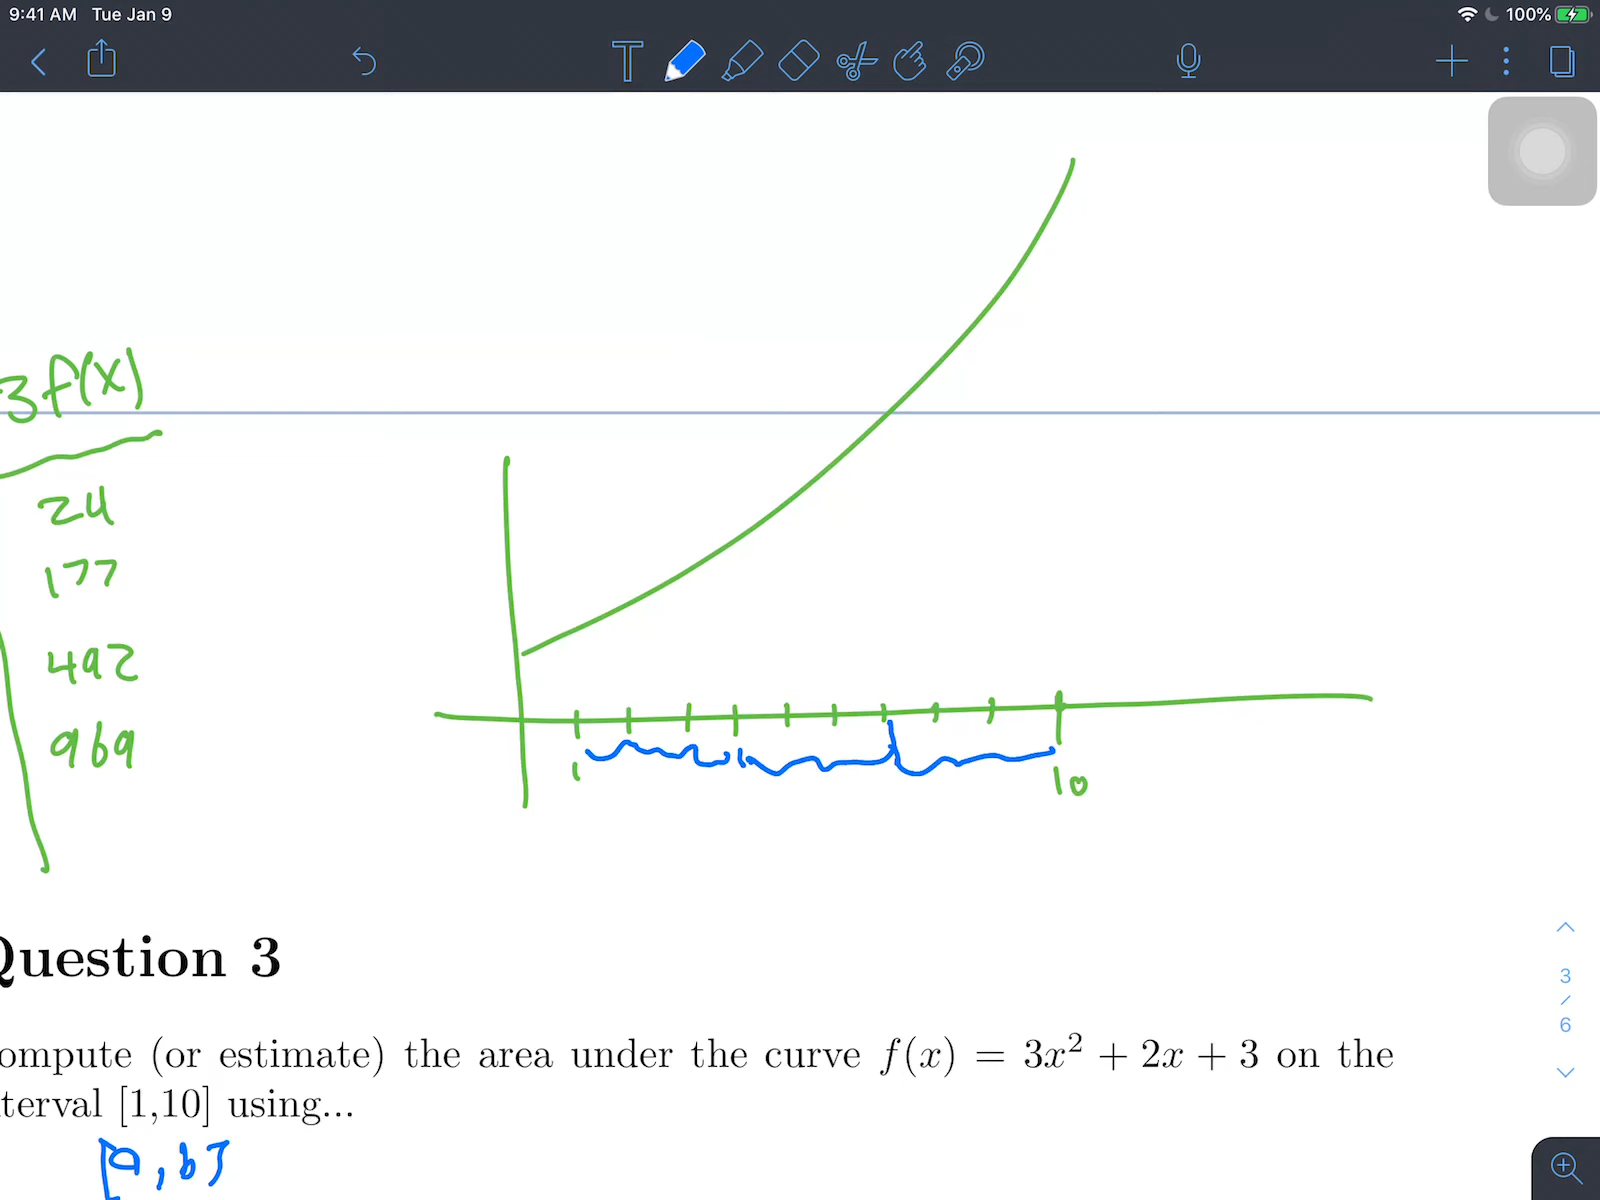 9:41 AM Tue Jan 9
100%
T
3f(x)
24
177
492
969
1
10
Question 3
ompute (or estimate) the area under the curve f(x) = 3x² + 2x + 3 on the
terval [1,10] using...
[a,b]
3
/
6